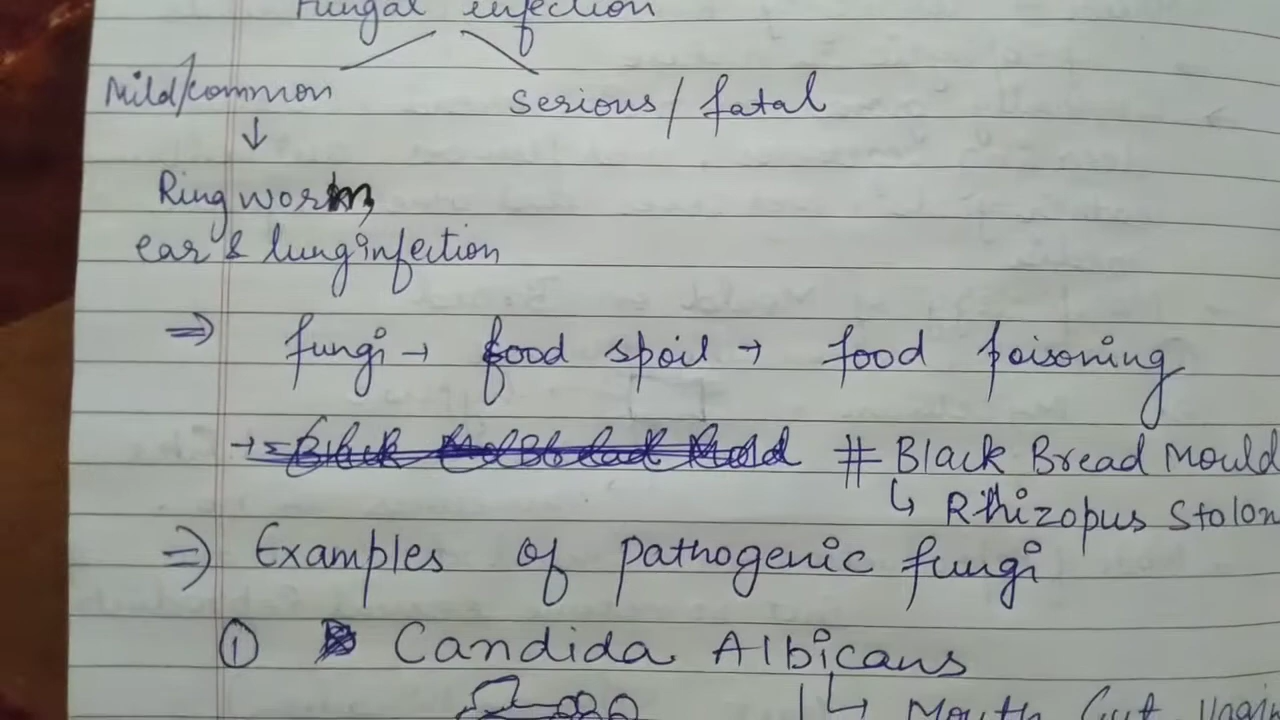 Fungal infection
Mild/common Serious/fatal
↓
Ringworm,
ear & lung infection
⇒ fungi → food spoil → food poisoning
# Black Bread Mould
↳ Rhizopus Stolon
⇒ Examples of pathogenic fungi
① Candida Albicans
↳ Mouth Gut